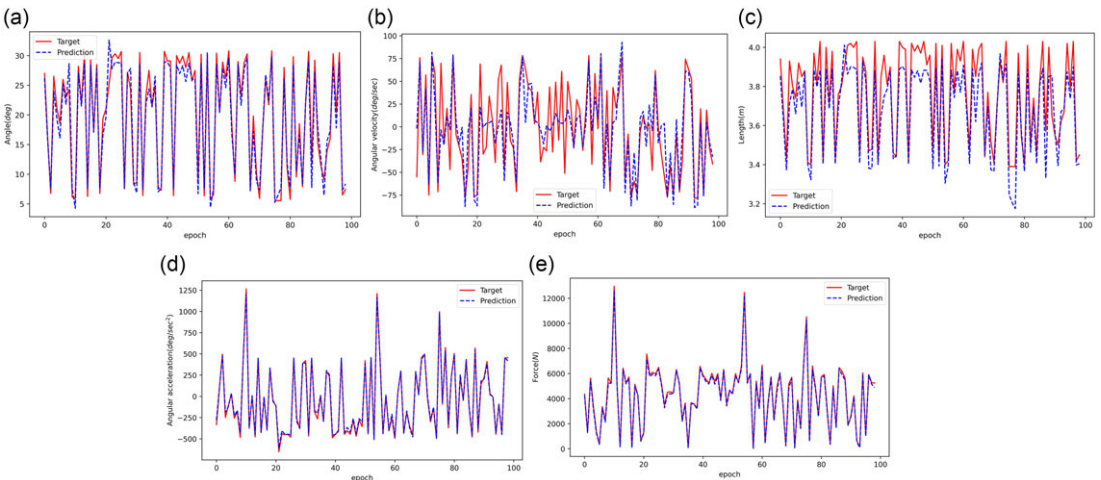 (a)
Angle(deg)
30
25
20
15
10
5
Target
Prediction
0 20 40 60 80 100
epoch
(b)
Angular velocity(deg/sec)
100
75
50
25
0
−25
−50
−75
Target
Prediction
0 20 40 60 80 100
epoch
(c)
Length(m)
4.0
3.8
3.6
3.4
3.2
Target
Prediction
0 20 40 60 80 100
epoch
(d)
Angular acceleration(deg/sec²)
1250
1000
750
500
250
0
−250
−500
Target
Prediction
0 20 40 60 80 100
epoch
(e)
Force(N)
12000
10000
8000
6000
4000
2000
0
Target
Prediction
0 20 40 60 80 100
epoch